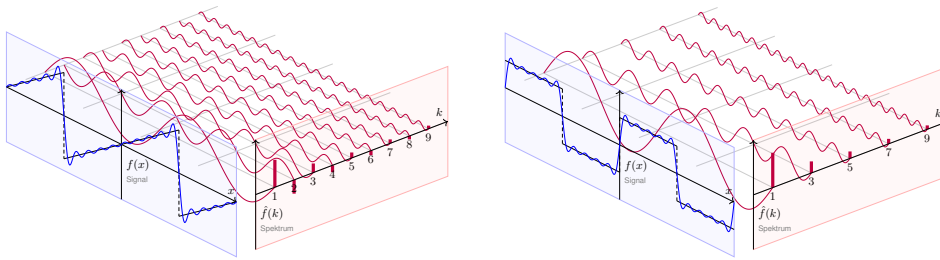 k
1
2
3
4
5
6
7
8
9
f(x)
Signal
x
f̂(k)
Spektrum
k
1
3
5
7
9
f(x)
Signal
x
f̂(k)
Spektrum